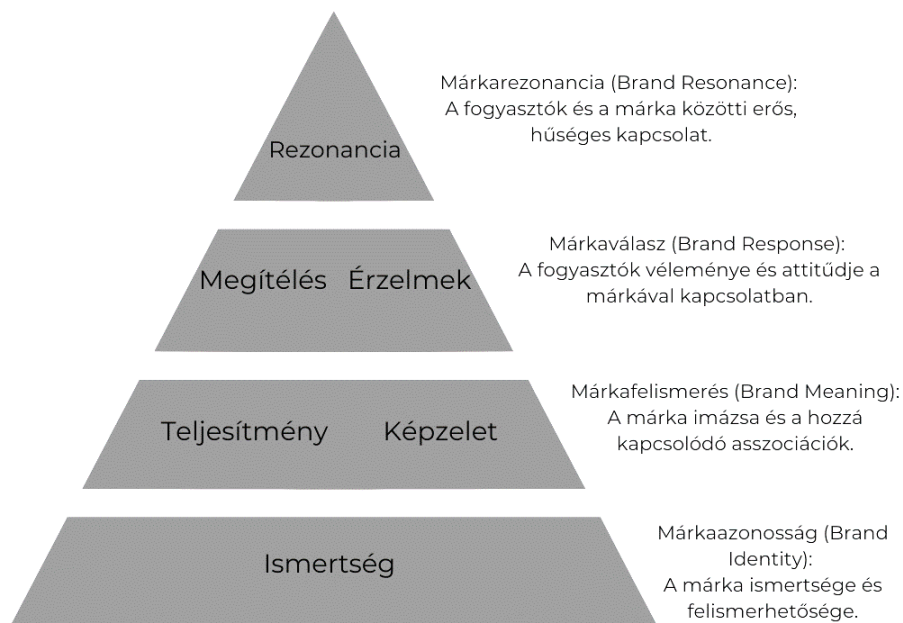 Márkarezonancia (Brand Resonance):
A fogyasztók és a márka közötti erős,
hűséges kapcsolat.
Rezonancia
Márkaválasz (Brand Response):
A fogyasztók véleménye és attitűdje a
márkával kapcsolatban.
Megítélés Érzelmek
Márkafelismerés (Brand Meaning):
A márka imázsa és a hozzá
kapcsolódó asszociációk.
Teljesítmény Képzelet
Márkaazonosság (Brand
Identity):
A márka ismertsége és
felismerhetősége.
Ismertség